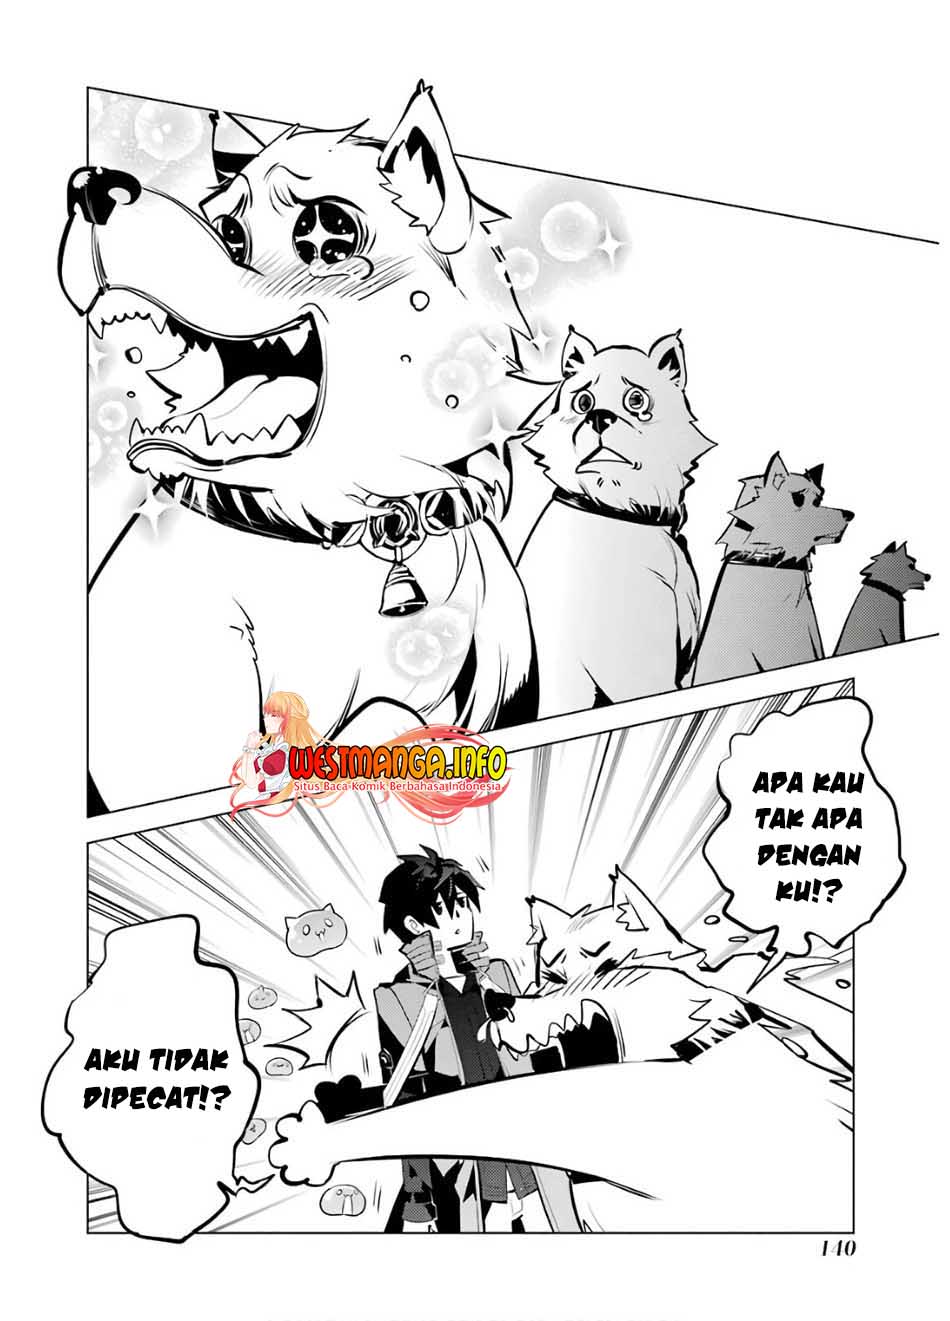 WESTMANGA.INFO
Situs Baca Komik Berbahasa Indonesia
APA KAU
TAK APA
DENGAN
KU!?
AKU TIDAK
DIPECAT!?
140